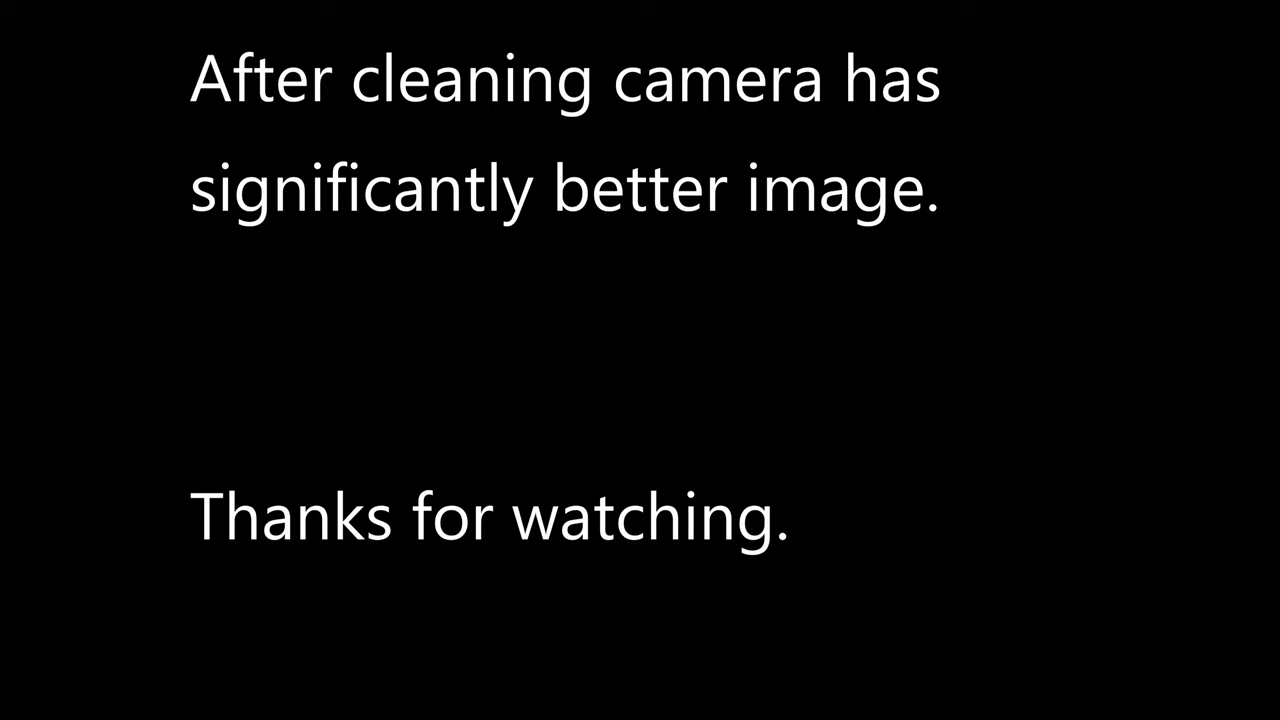 After cleaning camera has
significantly better image.
Thanks for watching.